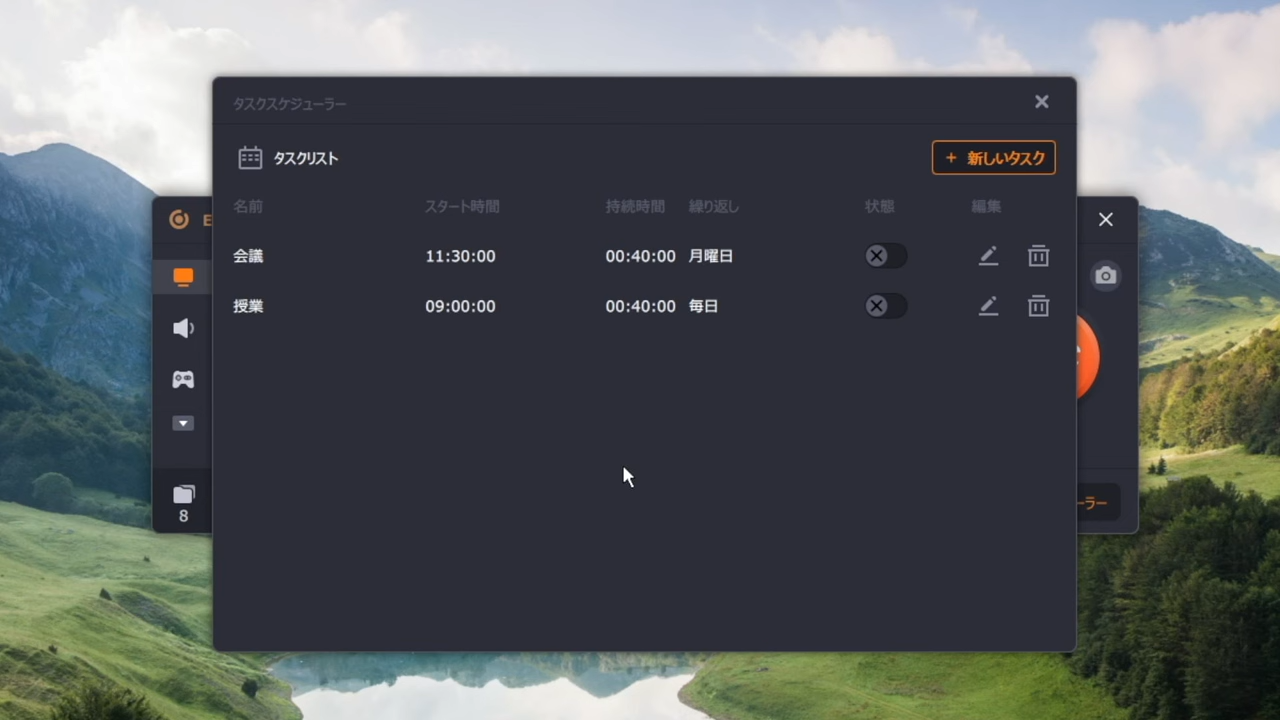 タスクスケジューラー
タスクリスト
+ 新しいタスク
名前 スタート時間 持続時間 繰り返し 状態 編集
会議 11:30:00 00:40:00 月曜日
授業 09:00:00 00:40:00 毎日
E
8
ーラー